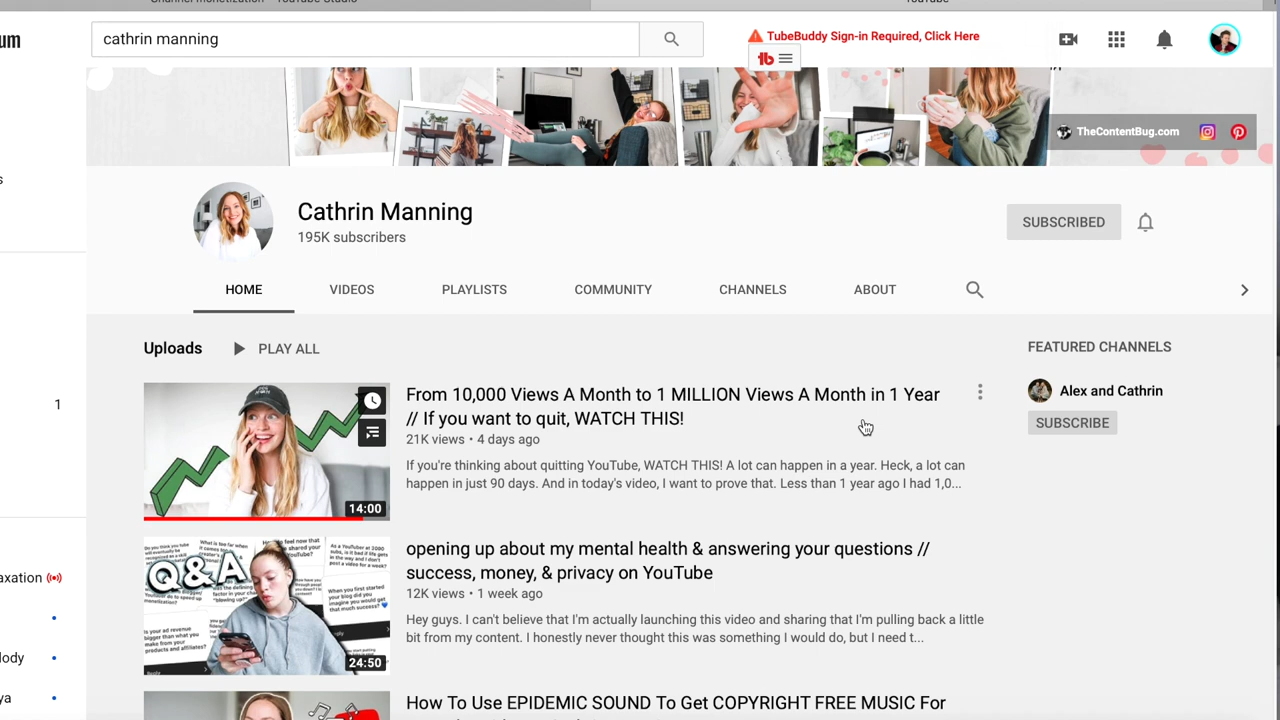 YouTube
um
cathrin manning
TubeBuddy Sign-in Required, Click Here
tb
TheContentBug.com
Cathrin Manning
195K subscribers
SUBSCRIBED
HOME
VIDEOS
PLAYLISTS
COMMUNITY
CHANNELS
ABOUT
s
1
axation
lody
ya
Uploads
PLAY ALL
FEATURED CHANNELS
Alex and Cathrin
SUBSCRIBE
From 10,000 Views A Month to 1 MILLION Views A Month in 1 Year
// If you want to quit, WATCH THIS!
21K views • 4 days ago
If you're thinking about quitting YouTube, WATCH THIS! A lot can happen in a year. Heck, a lot can
happen in just 90 days. And in today's video, I want to prove that. Less than 1 year ago I had 1,0...
14:00
Q&A
opening up about my mental health & answering your questions //
success, money, & privacy on YouTube
12K views • 1 week ago
Hey guys. I can't believe that I'm actually launching this video and sharing that I'm pulling back a little
bit from my content. I honestly never thought this was something I would do, but I need t...
24:50
How To Use EPIDEMIC SOUND To Get COPYRIGHT FREE MUSIC For